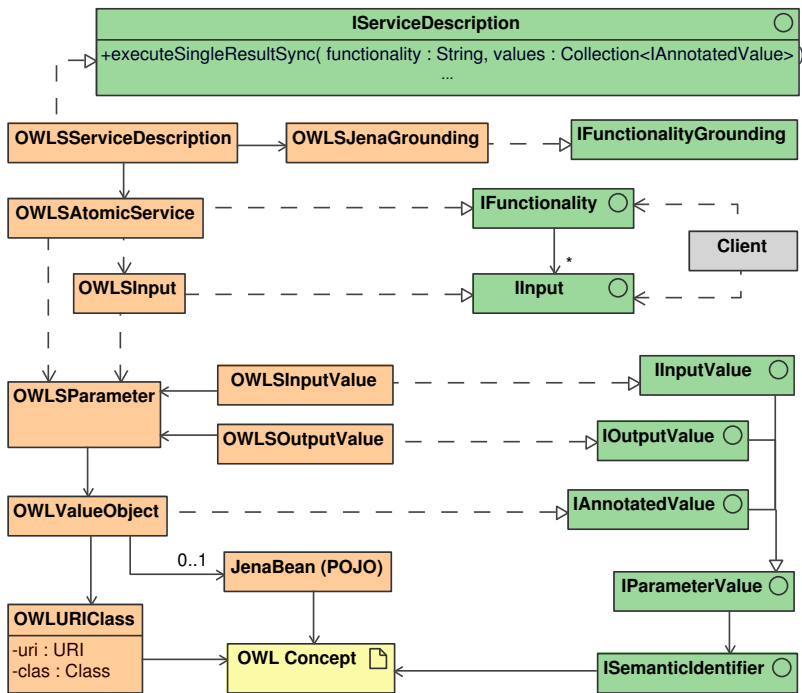 IServiceDescription
+executeSingleResultSync( functionality : String, values : Collection<IAnnotatedValue> )
...
OWLSServiceDescription
OWLSJenaGrounding
IFunctionalityGrounding
OWLSAtomicService
IFunctionality
Client
*
OWLSInput
IInput
OWLSInputValue
IInputValue
OWLSParameter
OWLSOutputValue
IOutputValue
OWLValueObject
IAnnotatedValue
0..1
JenaBean (POJO)
IParameterValue
OWLURIClass
-uri : URI
-clas : Class
OWL Concept
ISemanticIdentifier